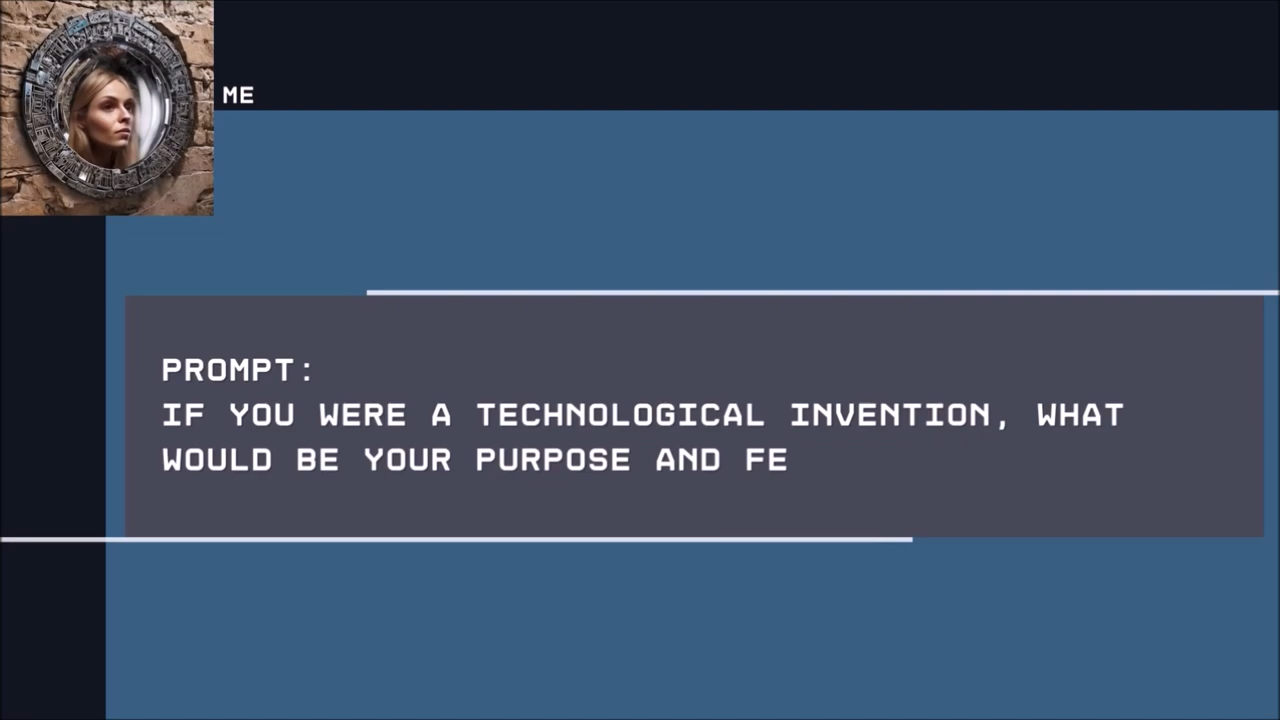 ME
PROMPT:
IF YOU WERE A TECHNOLOGICAL INVENTION, WHAT
WOULD BE YOUR PURPOSE AND FE